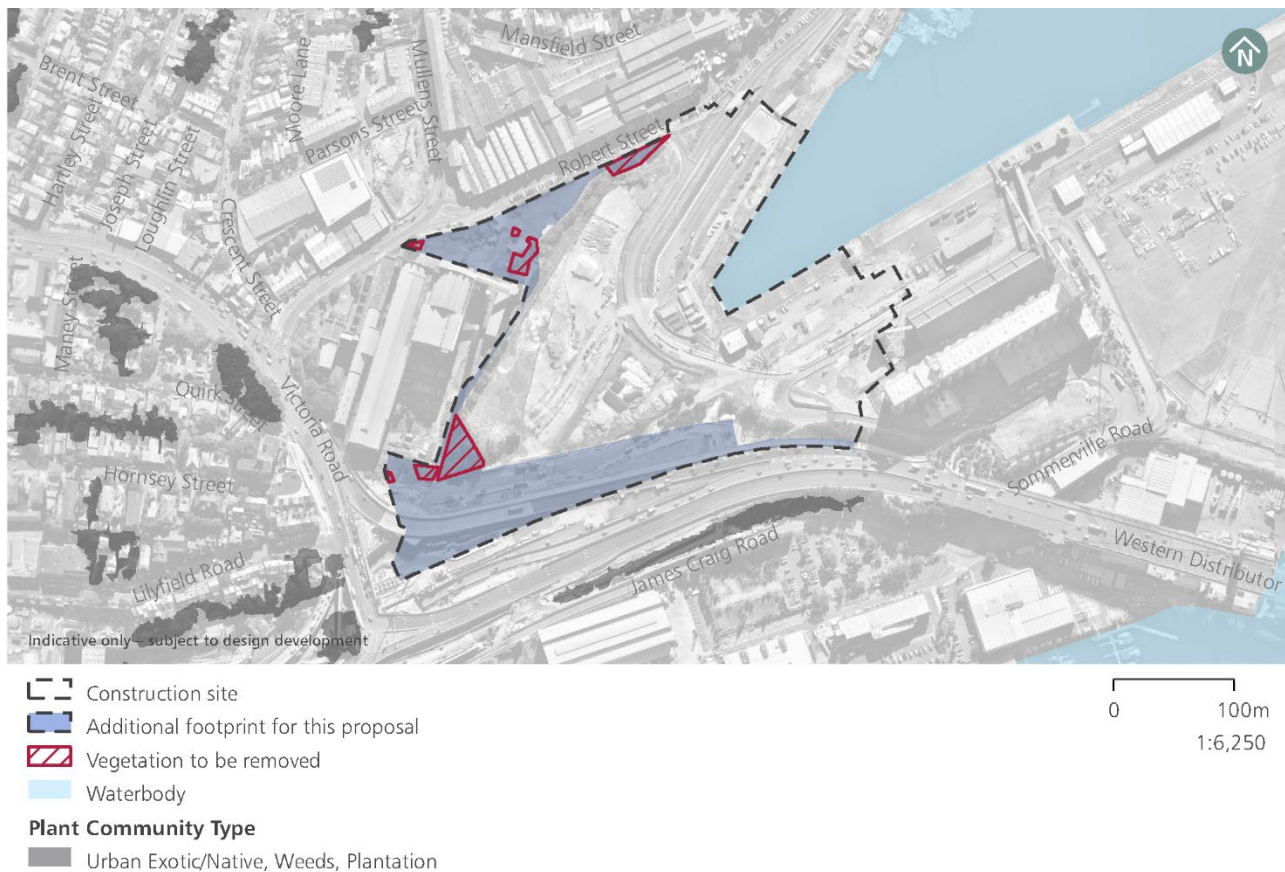 Mansfield Street
N
Brent Street
Moore Lane
Mullens Street
Hartley Street
Joseph Street
Loughlin Street
Parsons Street
Robert Street
Crescent Street
Maney Street
Quirk Street
Victoria Road
Hornsey Street
Sommerville Road
Lilyfield Road
James Craig Road
Western Distributor
Indicative only – subject to design development
Construction site
Additional footprint for this proposal
Vegetation to be removed
Waterbody
Plant Community Type
Urban Exotic/Native, Weeds, Plantation
0 100m
1:6,250